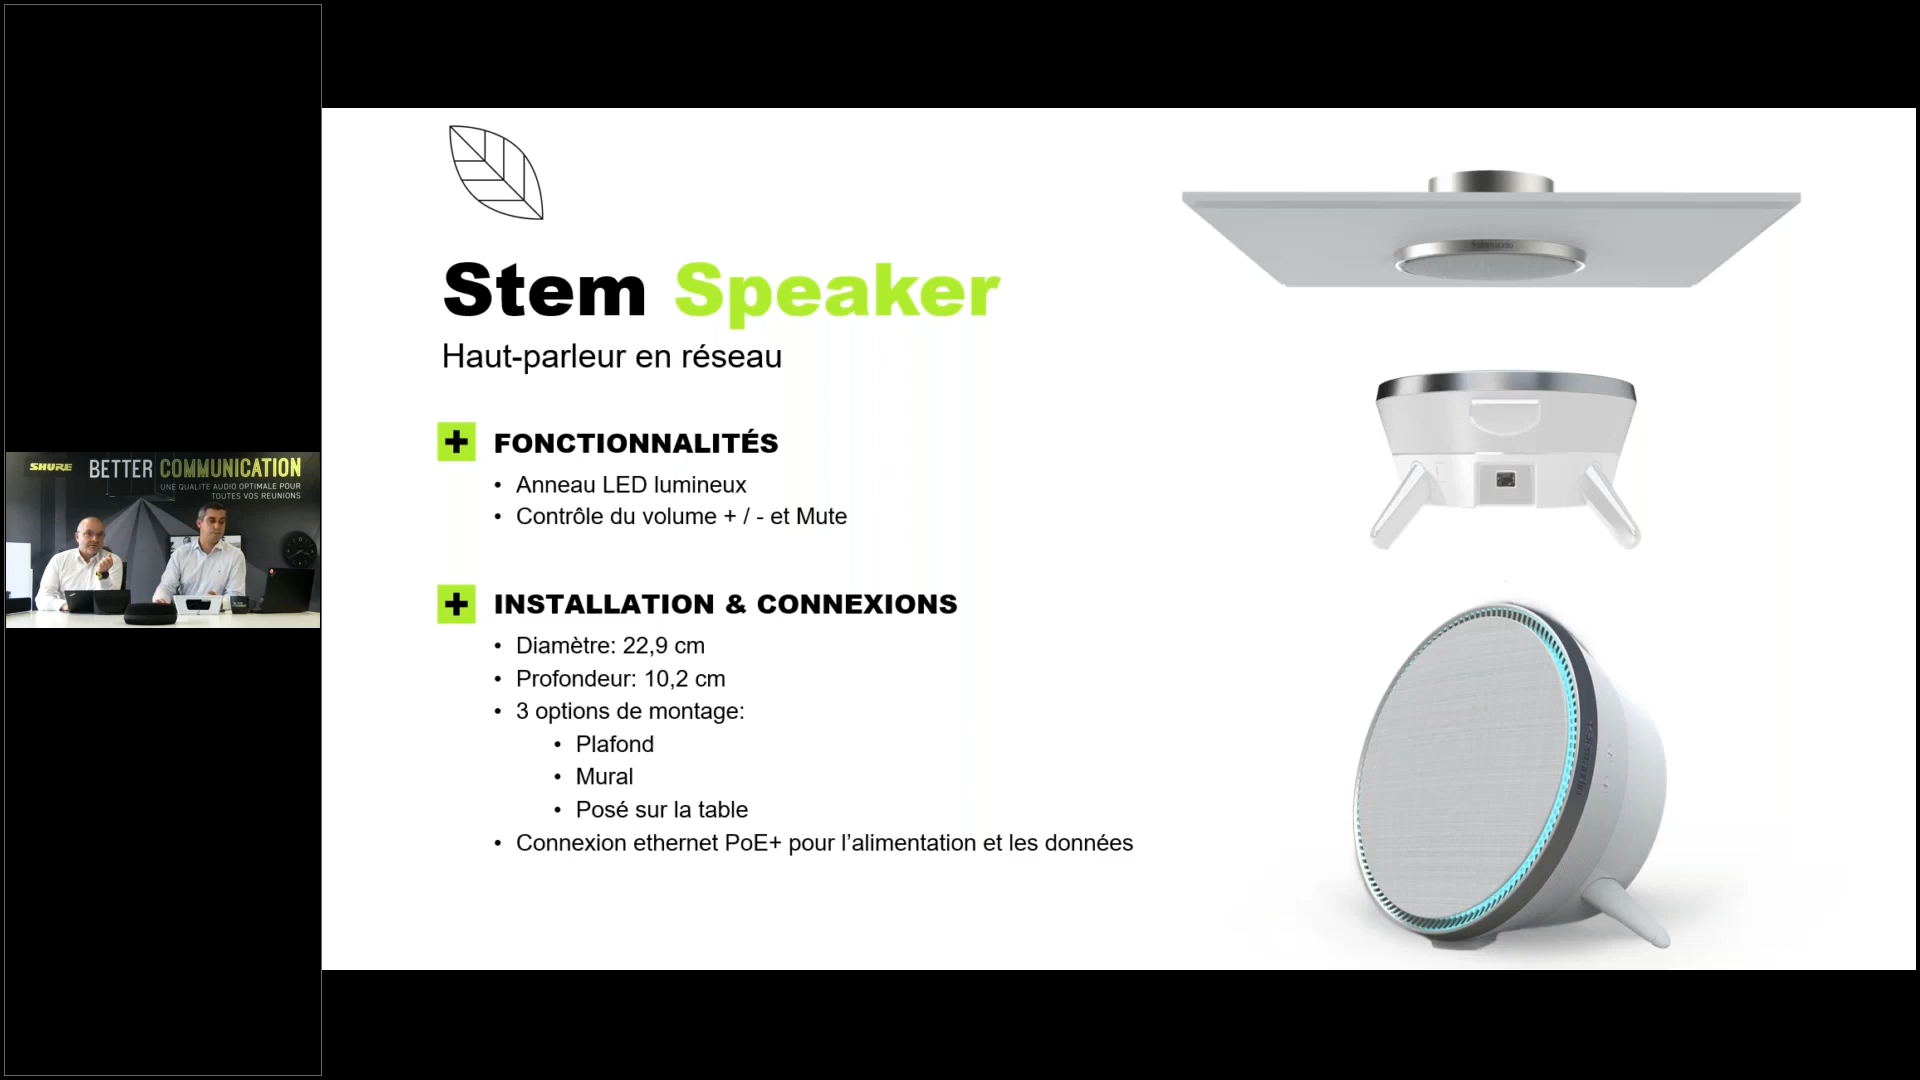 SHURE
BETTER COMMUNICATION
UNE QUALITE AUDIO OPTIMALE POUR
TOUTES VOS REUNIONS
Stem Speaker
Haut-parleur en réseau
+ FONCTIONNALITÉS
• Anneau LED lumineux
• Contrôle du volume + / - et Mute
+ INSTALLATION & CONNEXIONS
• Diamètre: 22,9 cm
• Profondeur: 10,2 cm
• 3 options de montage:
• Plafond
• Mural
• Posé sur la table
• Connexion ethernet PoE+ pour l’alimentation et les données